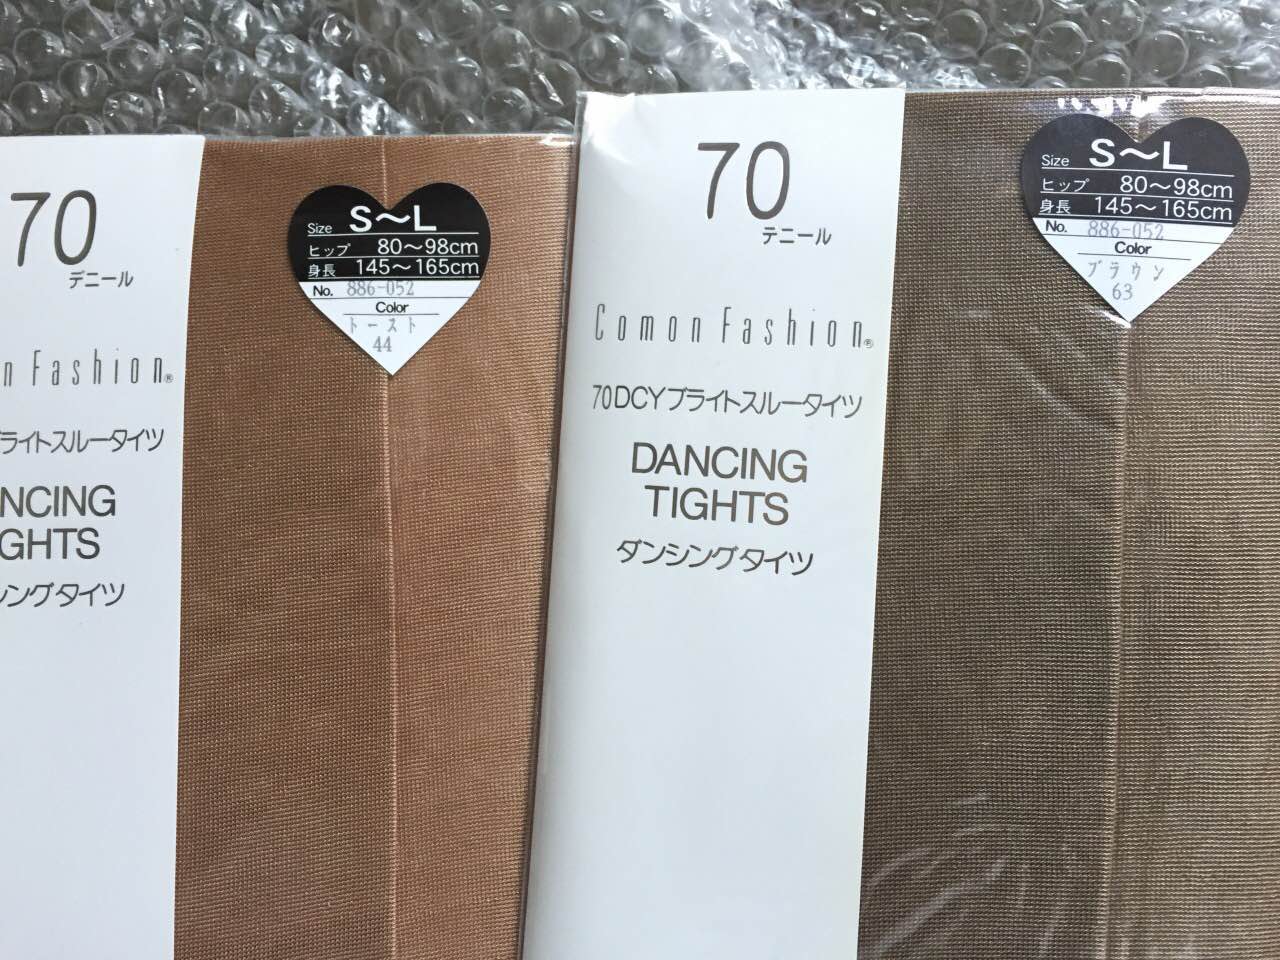 70
デニール
n Fashion®
ライトスルータイツ
NCING
GHTS
ングタイツ
Size S～L
ヒップ 80～98cm
身長 145～165cm
No. 886-052
Color
トースト
44
70
テニール
Comon Fashion®
70DCYブライトスルータイツ
DANCING
TIGHTS
ダンシングタイツ
Size S～L
ヒップ 80～98cm
身長 145～165cm
No. 886-052
Color
ブラウン
63